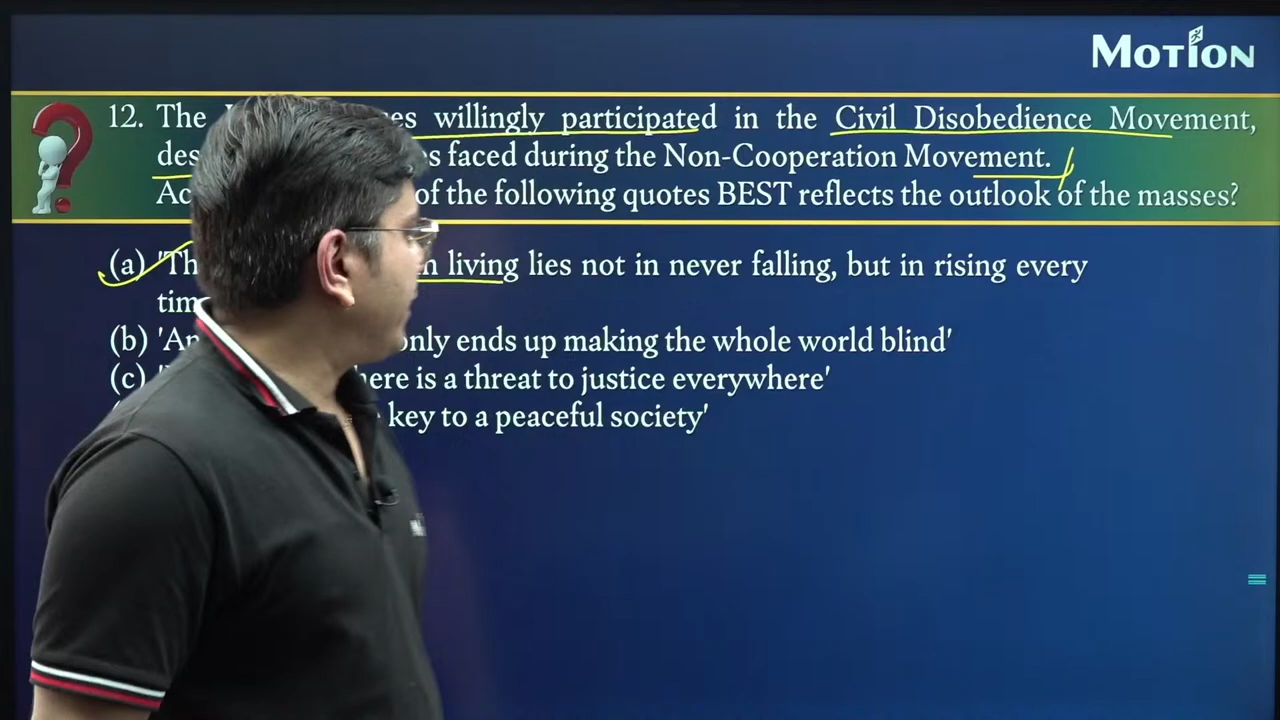 MOTION
12. The es willingly participated in the Civil Disobedience Movement,
des s faced during the Non-Cooperation Movement.
Ac of the following quotes BEST reflects the outlook of the masses?
(a) 'Th n living lies not in never falling, but in rising every
tim
(b) 'An only ends up making the whole world blind'
(c) 'I here is a threat to justice everywhere'
key to a peaceful society'